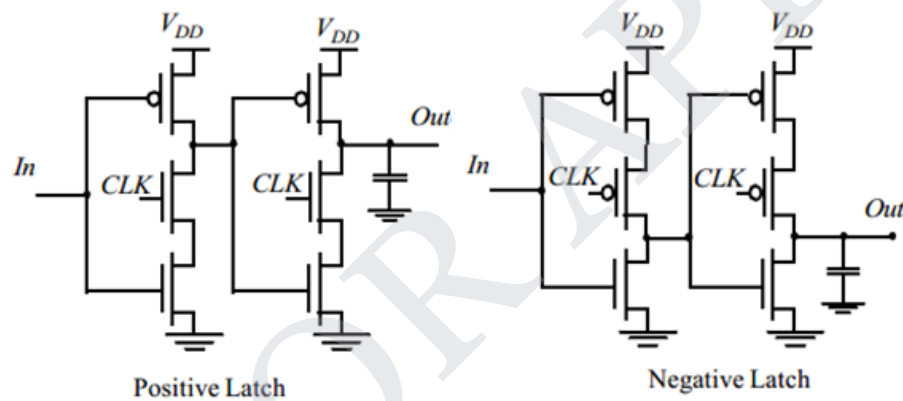 V_DD V_DD V_DD V_DD
Out
In CLK CLK In CLK CLK
Out
Positive Latch Negative Latch